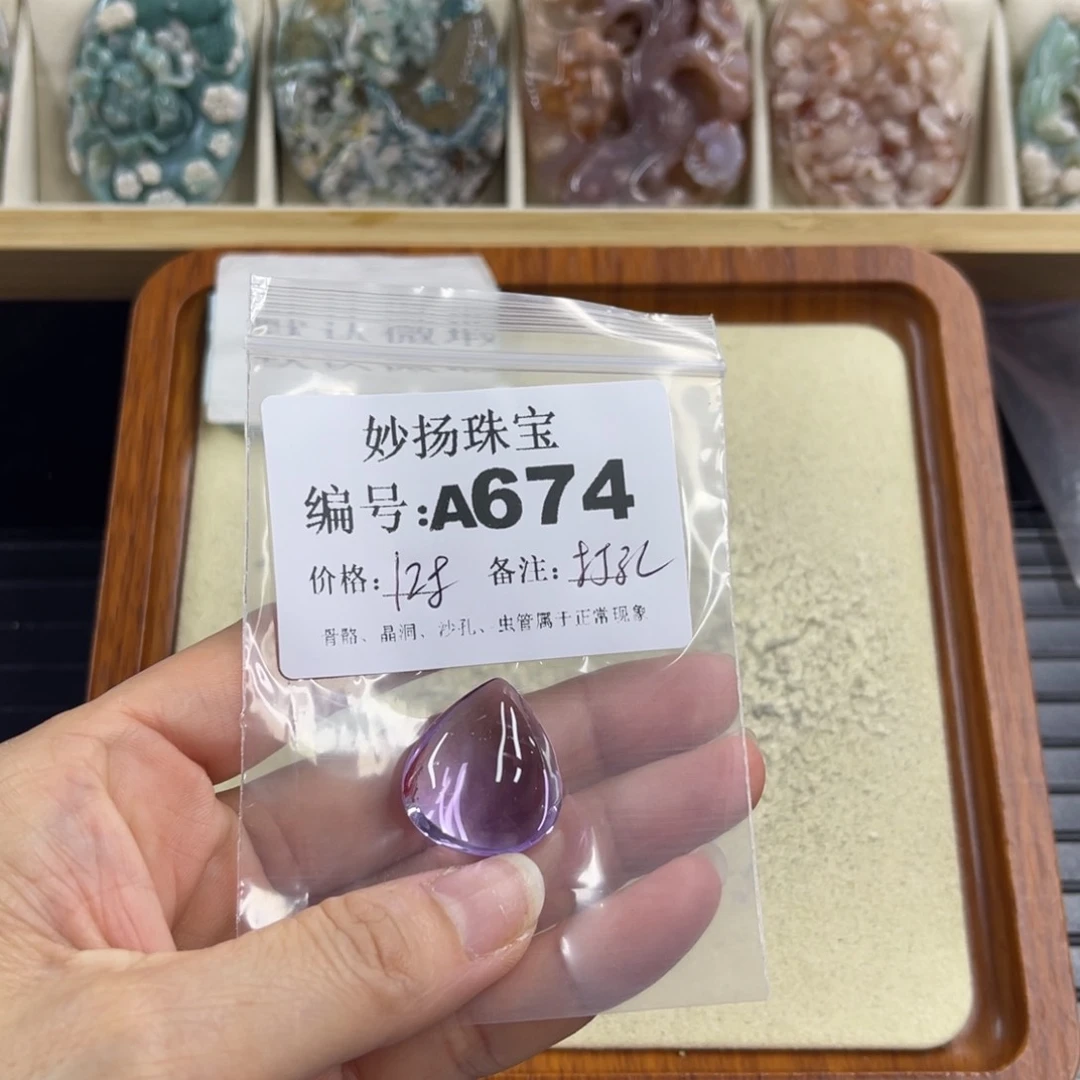 妙扬珠宝
编号:A674
价格:128 备注:打孔
骨骼、晶洞、沙孔、虫管属于正常现象